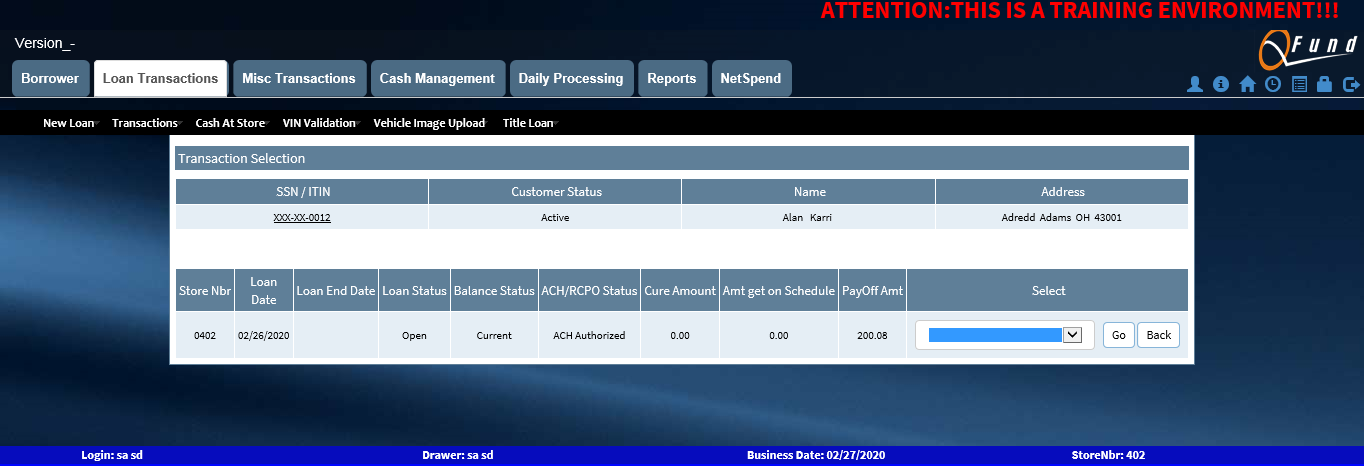 ATTENTION:THIS IS A TRAINING ENVIRONMENT!!!
Version_-
QFund
Borrower Loan Transactions Misc Transactions Cash Management Daily Processing Reports NetSpend
New Loan Transactions Cash At Store VIN Validation Vehicle Image Upload Title Loan
Transaction Selection
SSN / ITIN Customer Status Name Address
XXX-XX-0012 Active Alan Karri Adredd Adams OH 43001
Store Nbr Loan Date Loan End Date Loan Status Balance Status ACH/RCPO Status Cure Amount Amt get on Schedule PayOff Amt Select
0402 02/26/2020 Open Current ACH Authorized 0.00 0.00 200.08 Go Back
Login: sa sd Drawer: sa sd Business Date: 02/27/2020 StoreNbr: 402